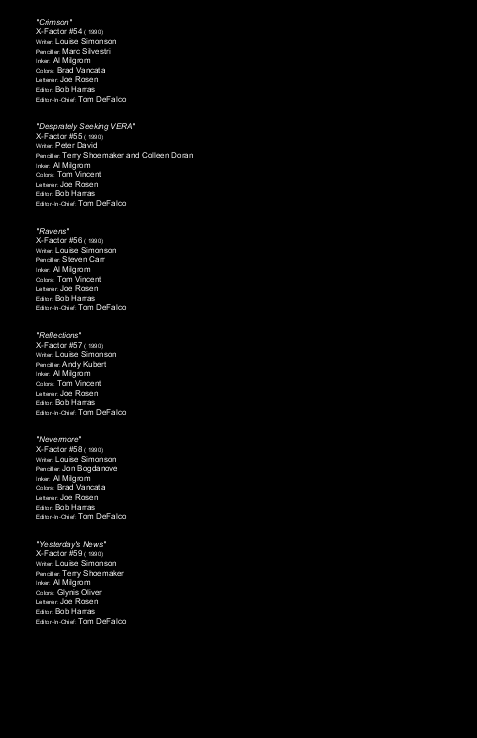 "Crimson"
X-Factor #54 ( 1990)
Writer: Louise Simonson
Penciller: Marc Silvestri
Inker: Al Milgrom
Colors: Brad Vancata
Letterer: Joe Rosen
Editor: Bob Harras
Editor-In-Chief: Tom DeFalco
"Desprately Seeking VERA"
X-Factor #55 ( 1990)
Writer: Peter David
Penciller: Terry Shoemaker and Colleen Doran
Inker: Al Milgrom
Colors: Tom Vincent
Letterer: Joe Rosen
Editor: Bob Harras
Editor-In-Chief: Tom DeFalco
"Ravens"
X-Factor #56 ( 1990)
Writer: Louise Simonson
Penciller: Steven Carr
Inker: Al Milgrom
Colors: Tom Vincent
Letterer: Joe Rosen
Editor: Bob Harras
Editor-In-Chief: Tom DeFalco
"Reflections"
X-Factor #57 ( 1990)
Writer: Louise Simonson
Penciller: Andy Kubert
Inker: Al Milgrom
Colors: Tom Vincent
Letterer: Joe Rosen
Editor: Bob Harras
Editor-In-Chief: Tom DeFalco
"Nevermore"
X-Factor #58 ( 1990)
Writer: Louise Simonson
Penciller: Jon Bogdanove
Inker: Al Milgrom
Colors: Brad Vancata
Letterer: Joe Rosen
Editor: Bob Harras
Editor-In-Chief: Tom DeFalco
"Yesterday's News"
X-Factor #59 ( 1990)
Writer: Louise Simonson
Penciller: Terry Shoemaker
Inker: Al Milgrom
Colors: Glynis Oliver
Letterer: Joe Rosen
Editor: Bob Harras
Editor-In-Chief: Tom DeFalco